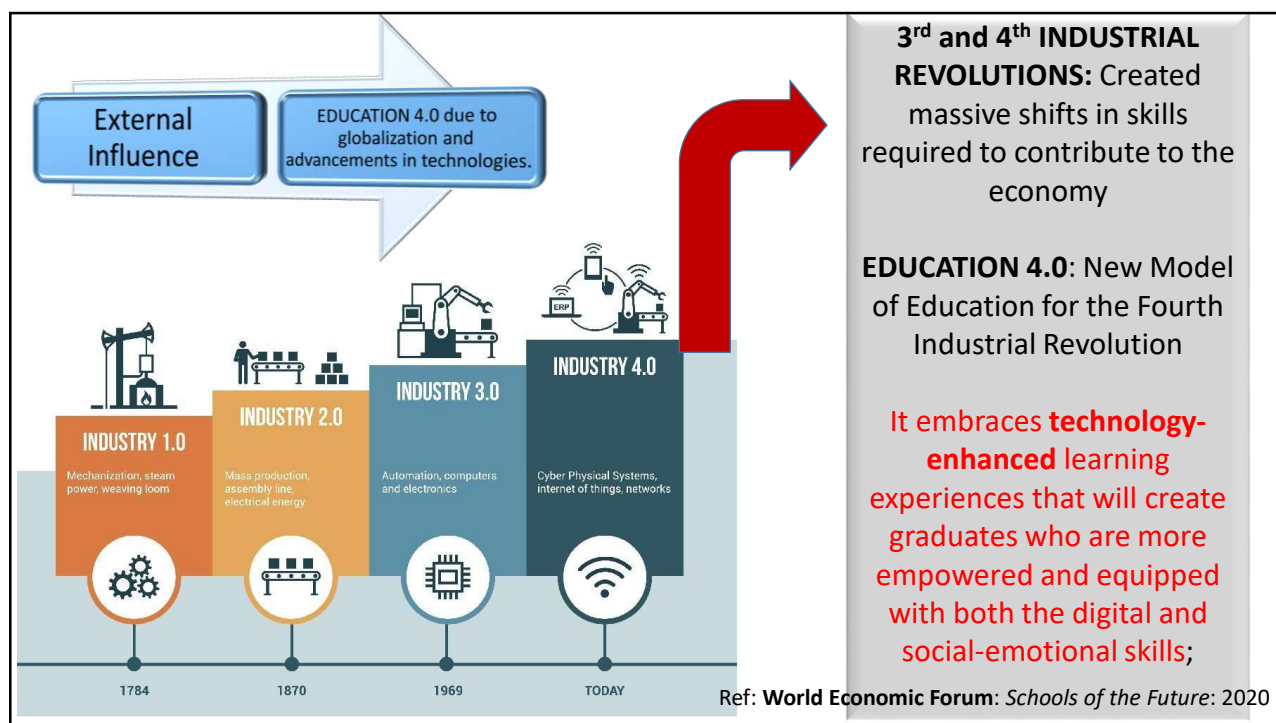 External
Influence
EDUCATION 4.0 due to
globalization and
advancements in technologies.
ERP
INDUSTRY 1.0
Mechanization, steam
power, weaving loom
INDUSTRY 2.0
Mass production,
assembly line,
electrical energy
INDUSTRY 3.0
Automation, computers
and electronics
INDUSTRY 4.0
Cyber Physical Systems,
internet of things, networks
1784
1870
1969
TODAY
3rd and 4th INDUSTRIAL
REVOLUTIONS: Created
massive shifts in skills
required to contribute to the
economy
EDUCATION 4.0: New Model
of Education for the Fourth
Industrial Revolution
It embraces technology-
enhanced learning
experiences that will create
graduates who are more
empowered and equipped
with both the digital and
social-emotional skills;
Ref: World Economic Forum: Schools of the Future: 2020